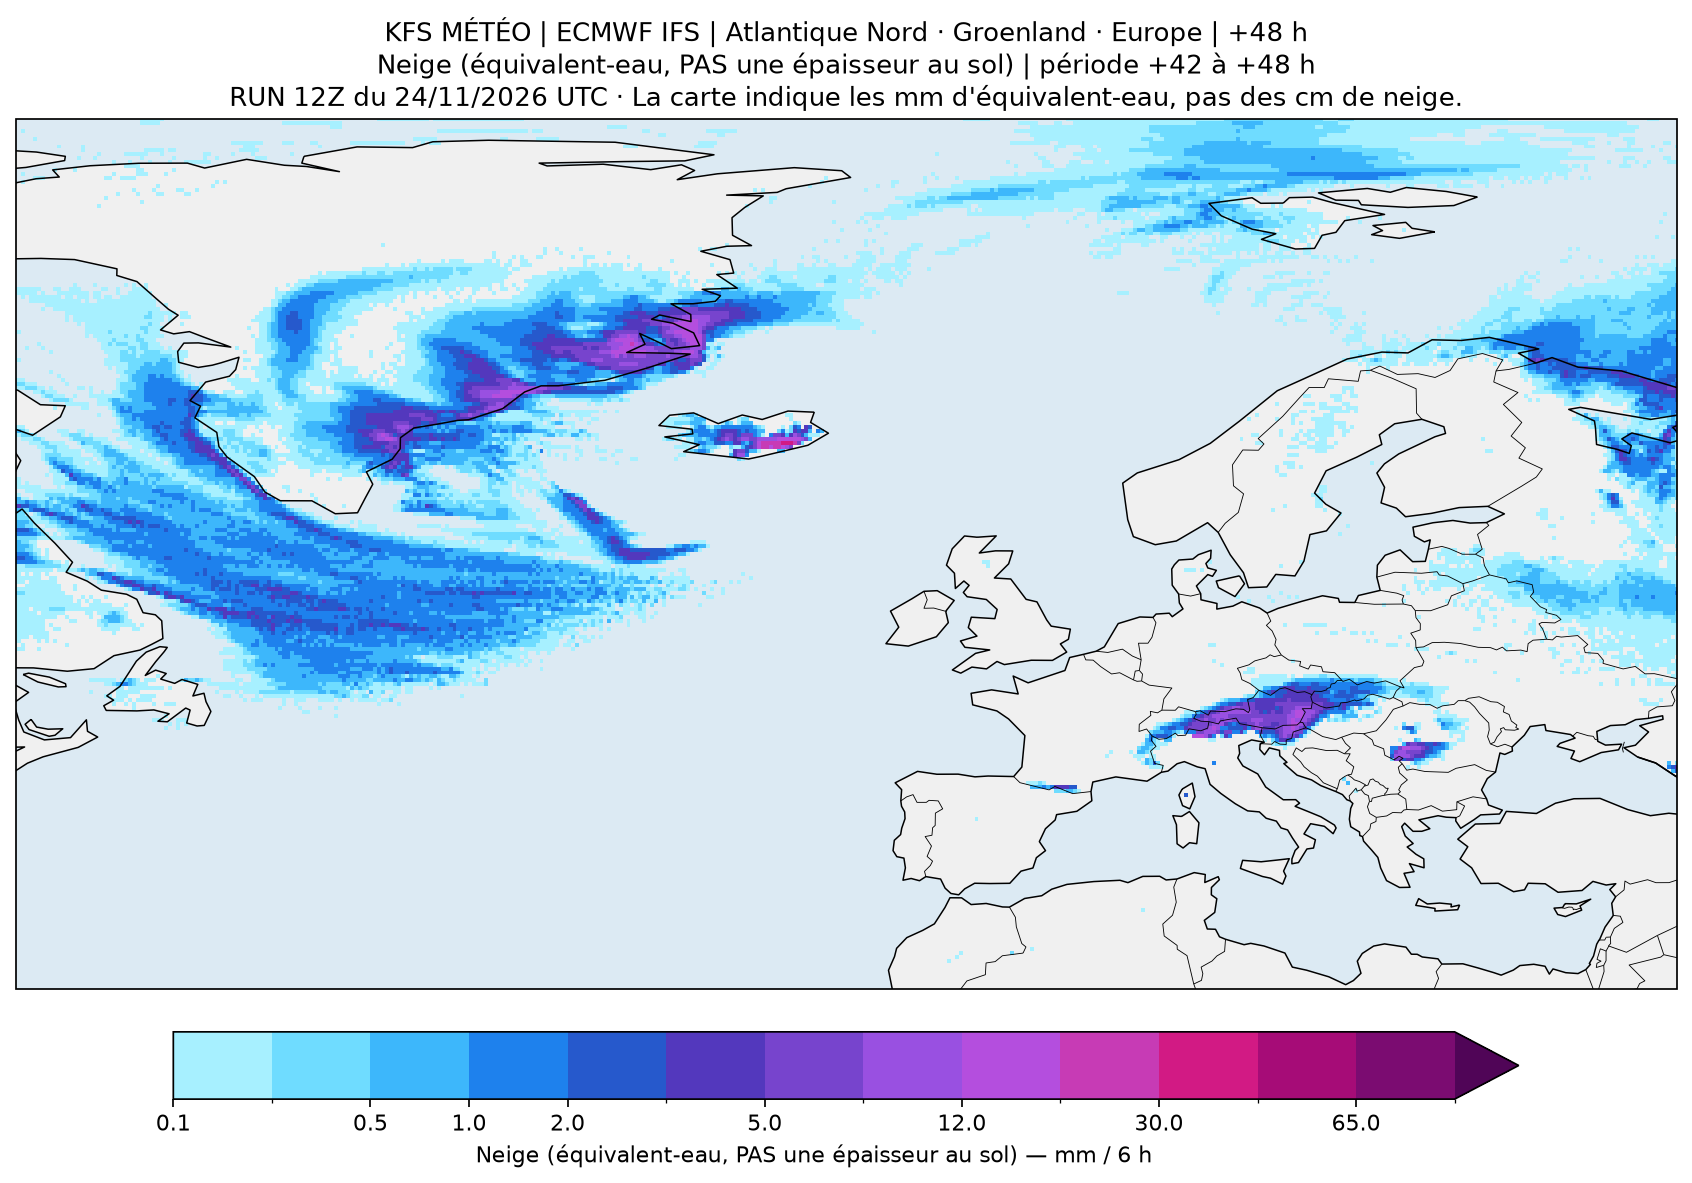 KFS MÉTÉO | ECMWF IFS | Atlantique Nord · Groenland · Europe | +48 h
Neige (équivalent-eau, PAS une épaisseur au sol) | période +42 à +48 h
RUN 12Z du 24/11/2026 UTC · La carte indique les mm d'équivalent-eau, pas des cm de neige.
0.1 0.5 1.0 2.0 5.0 12.0 30.0 65.0
Neige (équivalent-eau, PAS une épaisseur au sol) — mm / 6 h